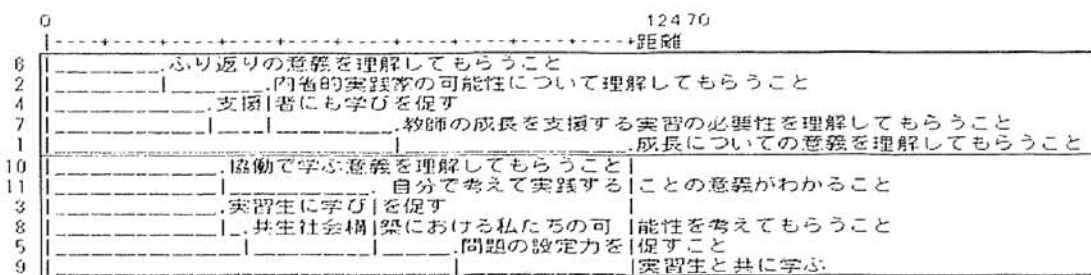 0 12470
|----+----+----+----+----+----+----+----+----+----+距離
6 ふり返りの意義を理解してもらうこと
2 内省的実践家の可能性について理解してもらうこと
4 支援者にも学びを促す
7 教師の成長を支援する実習の必要性を理解してもらうこと
1 成長についての意義を理解してもらうこと
10 協働で学ぶ意義を理解してもらうこと
11 自分で考えて実践することの意義がわかること
3 実習生に学びを促す
8 共生社会構築における私たちの可能性を考えてもらうこと
5 問題の設定力を促すこと
9 実習生と共に学ぶ